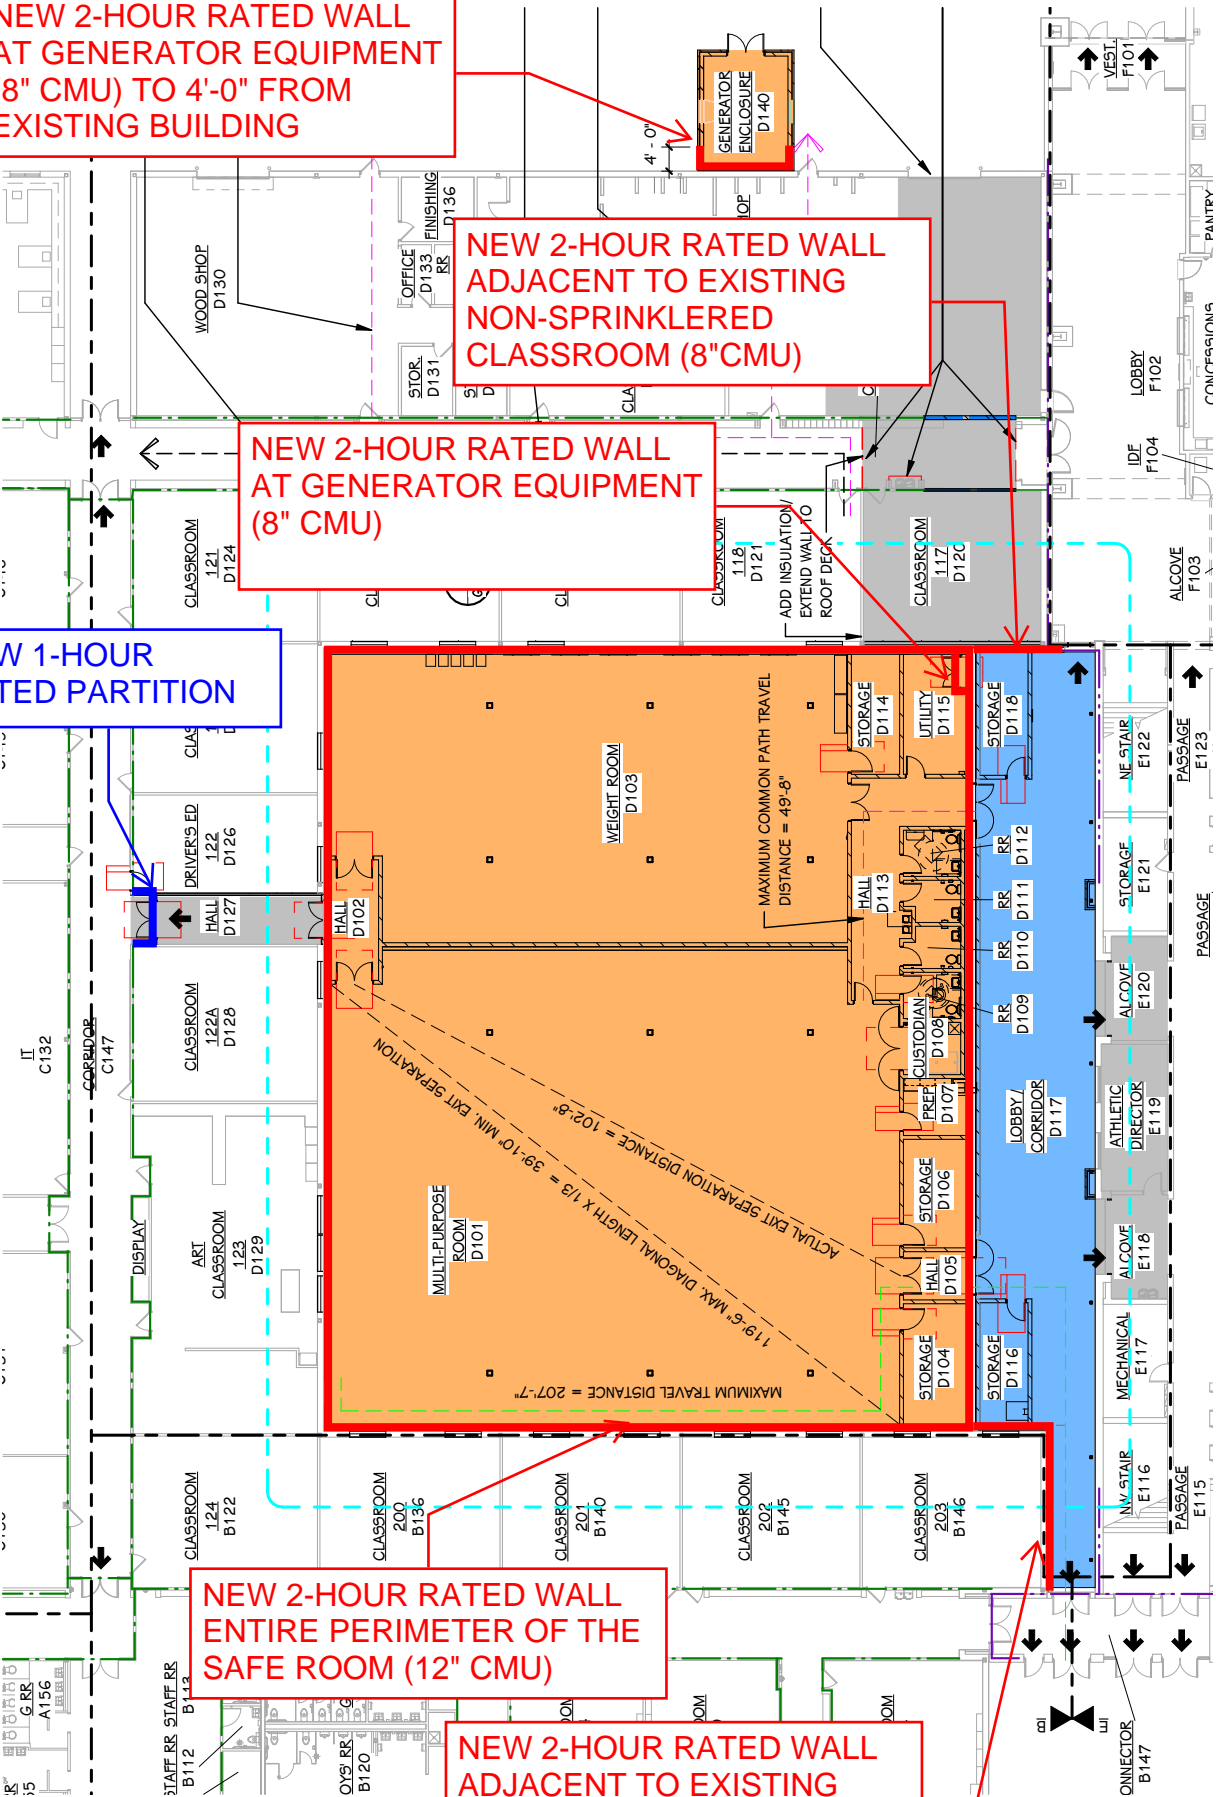 NEW 2-HOUR RATED WALL
AT GENERATOR EQUIPMENT
8" CMU) TO 4'-0" FROM
EXISTING BUILDING
GENERATOR
ENCLOSURE
D140
4' - 0"
VEST.
F101
PANTRY
WOOD SHOP
D130
FINISHING
D136
OFFICE
D133
RR
STOR.
D131
NEW 2-HOUR RATED WALL
ADJACENT TO EXISTING
NON-SPRINKLERED
CLASSROOM (8"CMU)
LOBBY
F102
CONCESSIONS
IDF
F104
ALCOVE
F103
NEW 2-HOUR RATED WALL
AT GENERATOR EQUIPMENT
(8" CMU)
CLASSROOM
121
D124
CLASSROOM
118
D121
ADD INSULATION/
EXTEND WALL TO
ROOF DECK
CLASSROOM
117
D120
W 1-HOUR
TED PARTITION
DRIVER'S ED
122
D126
HALL
D127
HALL
D102
WEIGHT ROOM
D103
MAXIMUM COMMON PATH TRAVEL
DISTANCE = 49'-8"
STORAGE
D114
UTILITY
D115
STORAGE
D118
NE STAIR
E122
PASSAGE
E123
HALL
D113
RR
D112
RR
D111
RR
D110
RR
D109
STORAGE
E121
PASSAGE
ALCOVE
E120
IT
C132
CORRIDOR
C147
CLASSROOM
122A
D128
CUSTODIAN
D108
PREP
D107
LOBBY /
CORRIDOR
D117
ATHLETIC
DIRECTOR
E119
DISPLAY
ART
CLASSROOM
123
D129
MULTI-PURPOSE
ROOM
D101
119'-6" MAX. DIAGONAL LENGTH X 1/3 = 39'-10" MIN. EXIT SEPARATION
ACTUAL EXIT SEPARATION DISTANCE = 102'-8"
MAXIMUM TRAVEL DISTANCE = 207'-7"
STORAGE
D106
HALL
D105
STORAGE
D104
STORAGE
D116
ALCOVE
E118
MECHANICAL
E117
CLASSROOM
124
B122
CLASSROOM
200
B136
CLASSROOM
201
B140
CLASSROOM
202
B145
CLASSROOM
203
B146
NW STAIR
E116
PASSAGE
E115
NEW 2-HOUR RATED WALL
ENTIRE PERIMETER OF THE
SAFE ROOM (12" CMU)
G RR
A156
STAFF RR
B113
STAFF RR
B112
OYS' RR
B120
NEW 2-HOUR RATED WALL
ADJACENT TO EXISTING
ONNECTOR
B147